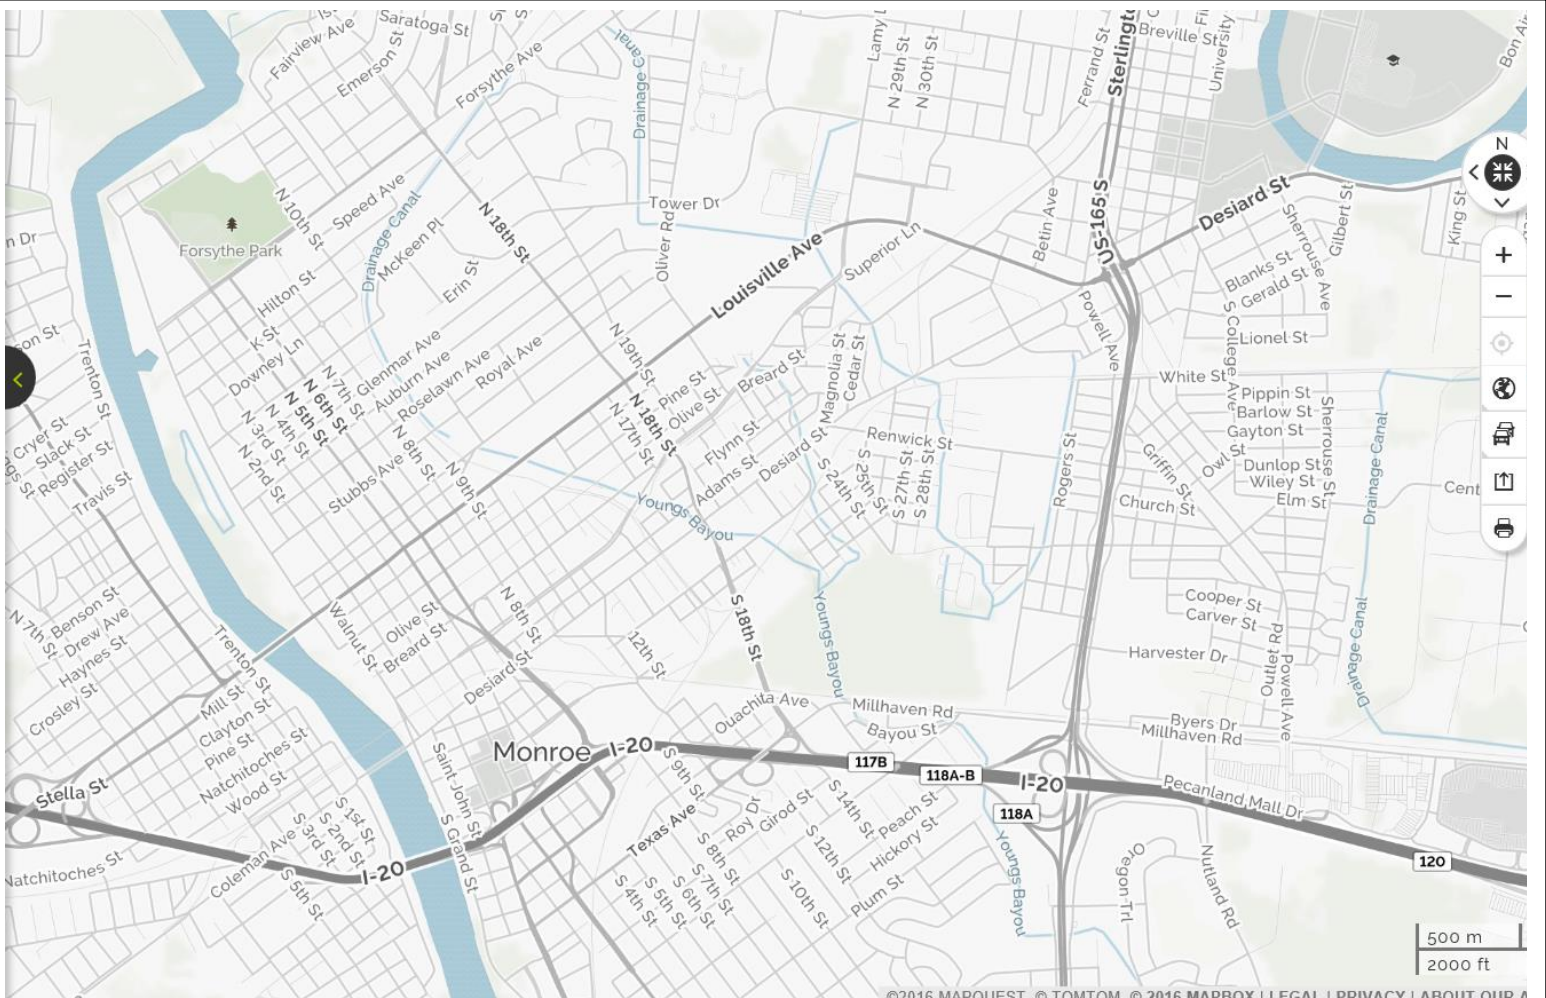 Saratoga St
Breville St
Fairview Ave
Emerson St
Forsythe Ave
Drainage Canal
N 29th St
N 30th St
Ferrand St
Sterlingt
University
Bon Air
N
N 10th St
Speed Ave
Tower Dr
Desiard St
US-165 S
Betin Ave
Gilbert St
King St
Sherrouse Ave
Forsythe Park
Drainage Canal
McKeen Pl
N 18th St
Oliver Rd
Louisville Ave
Superior Ln
Erin St
Hilton St
Blanks St
Gerald St
Powell Ave
S College Ave
Lionel St
K St
Downey Ln
Trenton St
N 19th St
Glenmar Ave
Auburn Ave
Roselawn Ave
Royal Ave
N 7th St
N 6th St
N 5th St
N 4th St
N 3rd St
N 2nd St
Pine St
Olive St
Breard St
Magnolia St
Cedar St
White St
Pippin St
Barlow St
Gayton St
Sherrouse St
N 18th St
N 17th St
Flynn St
Adams St
Desiard St
Renwick St
Cryer St
Slack St
Register St
Travis St
Stubbs Ave
N 8th St
N 9th St
S 24th St
S 25th St
S 27th St
S 28th St
Rogers St
Griffin St
Owl St
Dunlop St
Wiley St
Elm St
Church St
Drainage Canal
Cent
Youngs Bayou
N 7th St
Benson St
Drew Ave
Haynes St
Crosley St
Walnut St
Olive St
Breard St
N 8th St
Desiard St
12th St
S 18th St
Youngs Bayou
Cooper St
Carver St
Harvester Dr
Outlet Rd
Powell Ave
Drainage Canal
Trenton St
Mill St
Clayton St
Pine St
Natchitoches St
Wood St
Ouachita Ave
Millhaven Rd
Bayou St
Byers Dr
Millhaven Rd
Monroe
I-20
117B
118A-B
I-20
118A
Pecanland Mall Dr
120
Stella St
Saint-John St
S Grand St
S 9th St
Texas Ave
Roy Dr
Girod St
S 14th St
Peach St
Hickory St
Plum St
S 12th St
S 10th St
S 8th St
S 7th St
S 6th St
S 5th St
S 4th St
S 1st St
S 2nd St
S 3rd St
Coleman Ave
S 5th St
I-20
Natchitoches St
Youngs Bayou
Oregon Trl
Nutland Rd
500 m
2000 ft
©2016 MAPQUEST © TOMTOM © 2016 MAPBOX | LEGAL | PRIVACY | ABOUT OUR A